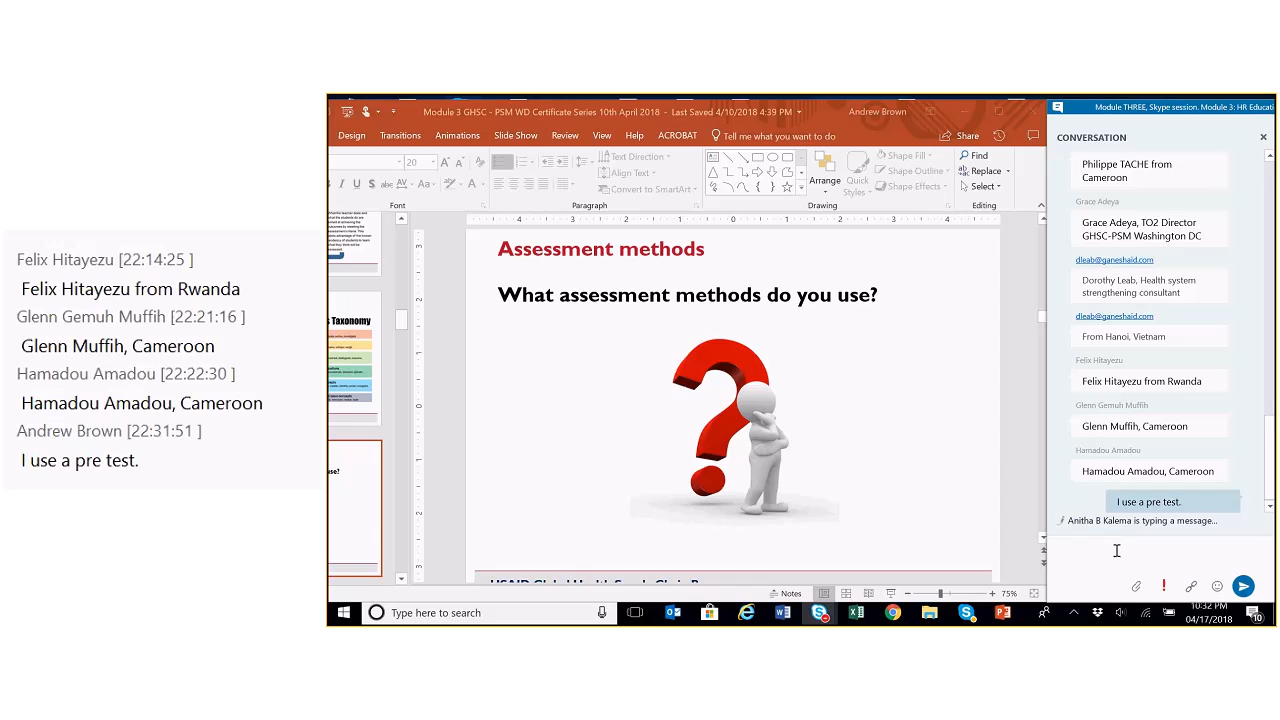 Felix Hitayezu [22:14:25 ]
Felix Hitayezu from Rwanda
Glenn Gemuh Muffih [22:21:16 ]
Glenn Muffih, Cameroon
Hamadou Amadou [22:22:30 ]
Hamadou Amadou, Cameroon
Andrew Brown [22:31:51 ]
I use a pre test.
Module 3 GHSC - PSM WD Certificate Series 10th April 2018 - Last Saved 4/10/2018 4:39 PM
Andrew Brown
Design Transitions Animations Slide Show Review View Help ACROBAT Tell me what you want to do Share
20
Text Direction
Align Text
Convert to SmartArt
Arrange
Quick
Styles
Shape Fill
Shape Outline
Shape Effects
Find
Replace
Select
Font Paragraph Drawing Editing
Taxonomy
Assessment methods
What assessment methods do you use?
Notes
75%
Module THREE, Skype session. Module 3: HR Educati
CONVERSATION
Philippe TACHE from
Cameroon
Grace Adeya
Grace Adeya, TO2 Director
GHSC-PSM Washington DC
dleab@ganeshaid.com
Dorothy Leab, Health system
strengthening consultant
dleab@ganeshaid.com
From Hanoi, Vietnam
Felix Hitayezu
Felix Hitayezu from Rwanda
Glenn Gemuh Muffih
Glenn Muffih, Cameroon
Hamadou Amadou
Hamadou Amadou, Cameroon
I use a pre test.
Anitha B Kalema is typing a message...
Type here to search
10:32 PM
04/17/2018
10